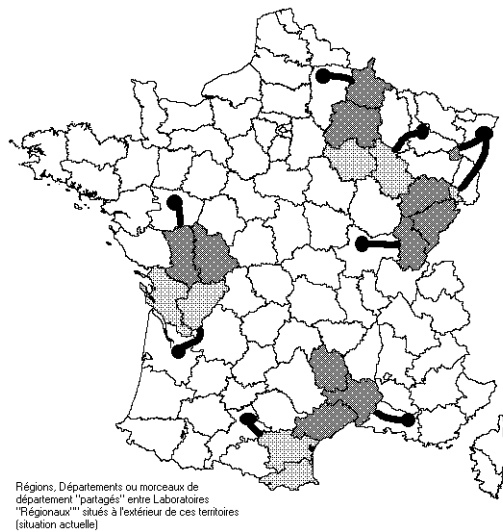 Régions, Départements ou morceaux de
département "partagés" entre Laboratoires
"Régionaux"" situés à l'extérieur de ces territoires
(situation actuelle)